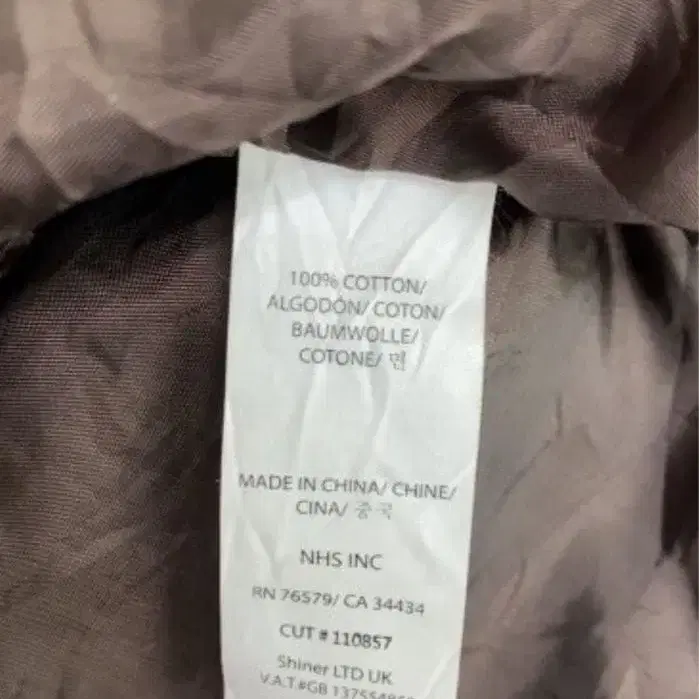 100% COTTON/
ALGODÓN/ COTON/
BAUMWOLLE/
COTONE/ 면
MADE IN CHINA/ CHINE/
CINA/ 중국
NHS INC
RN 76579/ CA 34434
CUT # 110857
Shiner LTD UK
V.A.T.#GB